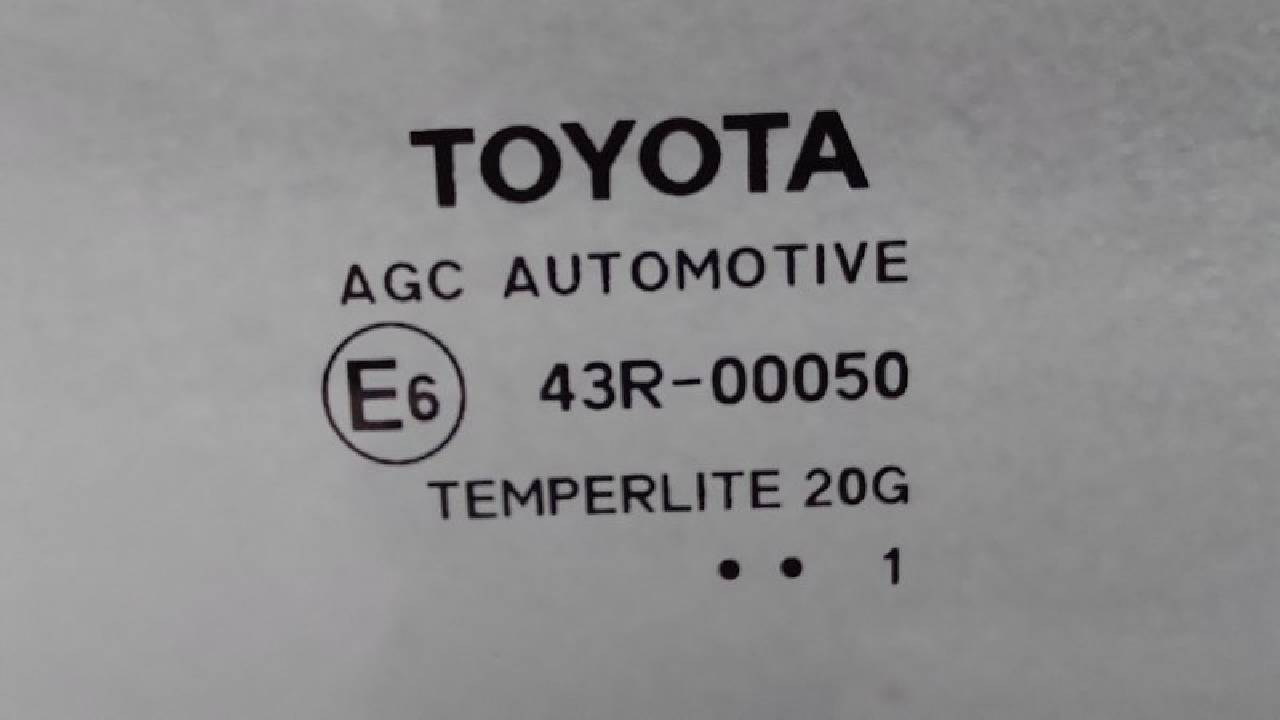 TOYOTA
AGC AUTOMOTIVE
E6 43R-00050
TEMPERLITE 20G
• • 1